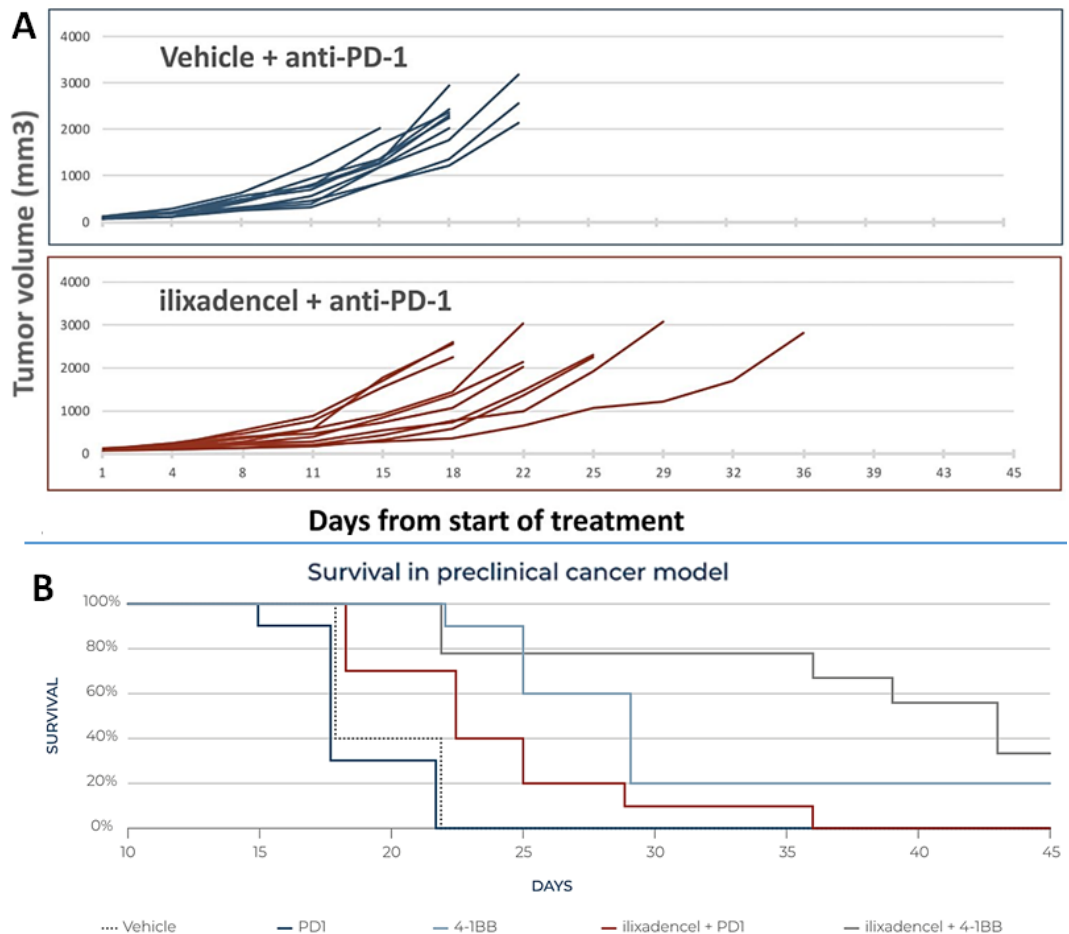 A
Vehicle + anti-PD-1
4000
3000
2000
1000
0
Tumor volume (mm3)
ilixadencel + anti-PD-1
4000
3000
2000
1000
0
1 4 8 11 15 18 22 25 29 32 36 39 43 45
Days from start of treatment
B
Survival in preclinical cancer model
100%
80%
60%
40%
20%
0%
SURVIVAL
10 15 20 25 30 35 40 45
DAYS
Vehicle PD1 4-1BB ilixadencel + PD1 ilixadencel + 4-1BB